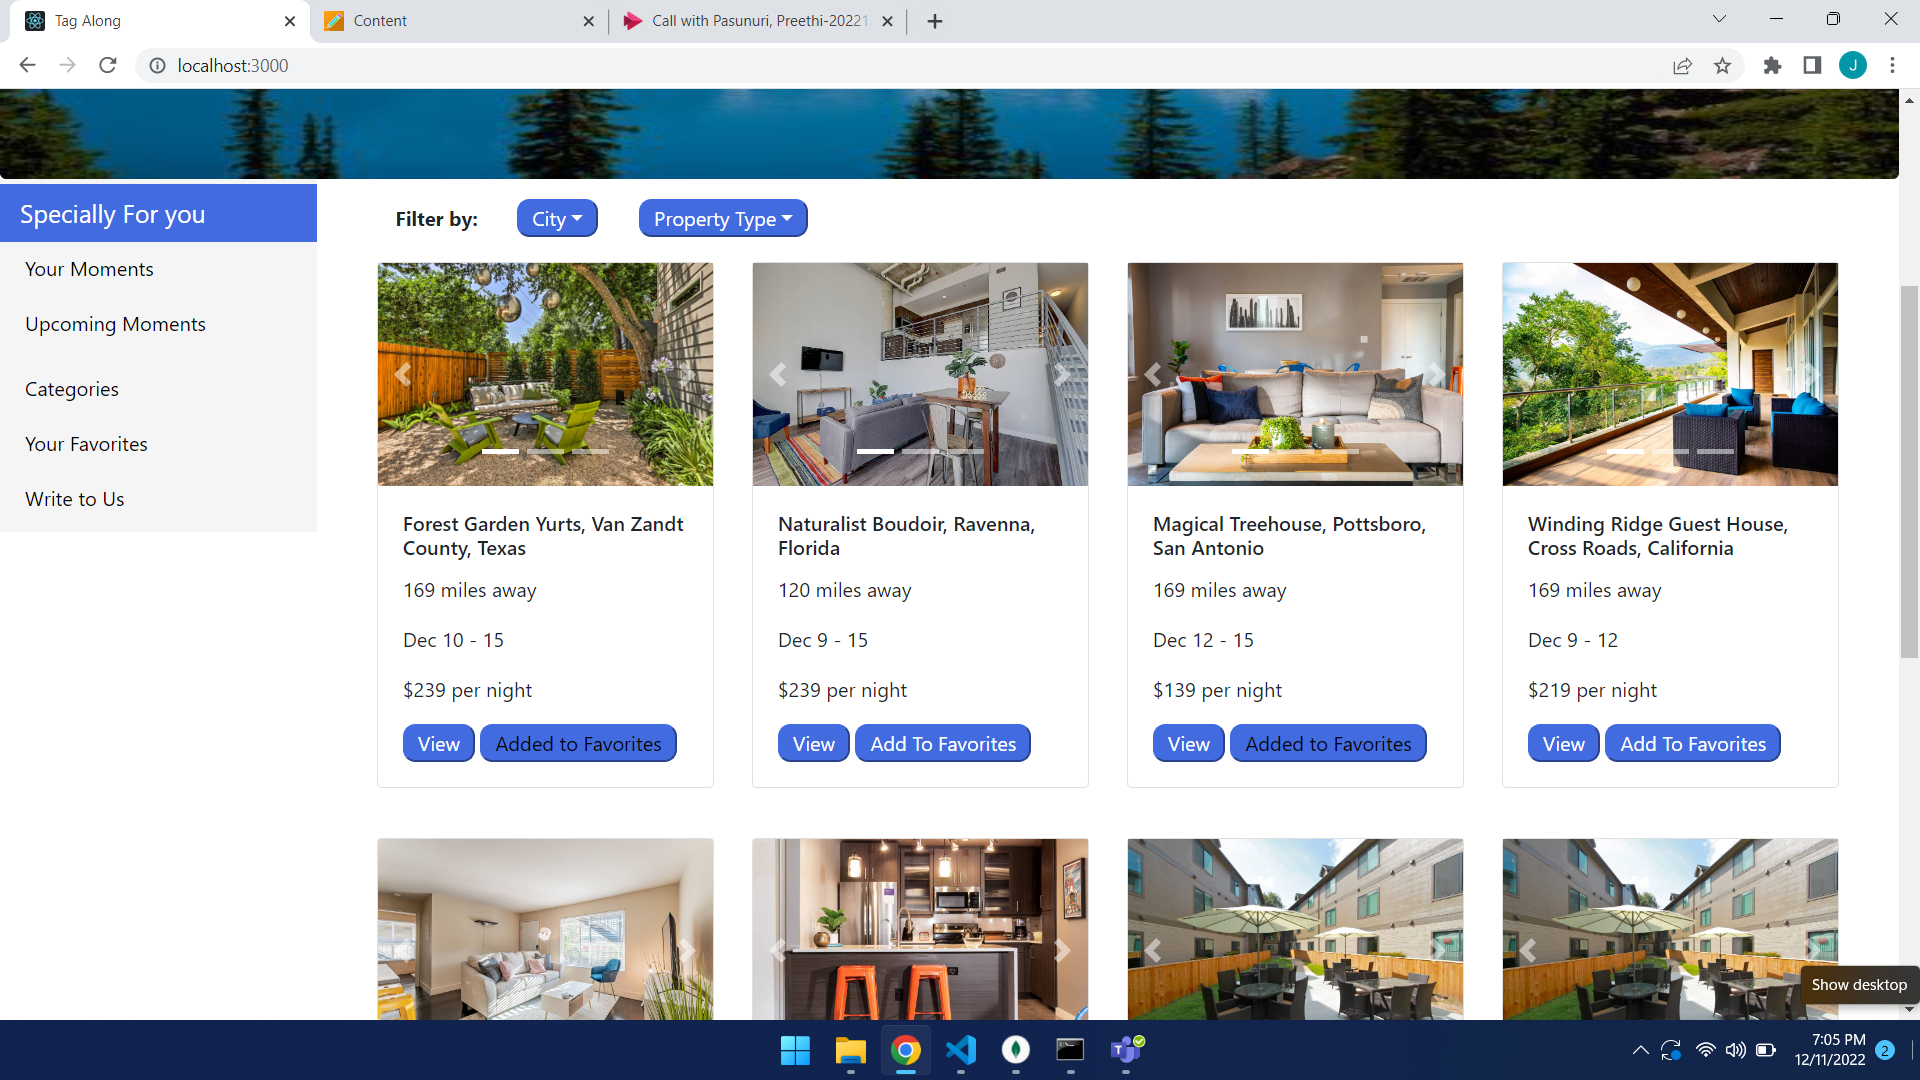 Tag Along
Content
Call with Pasunuri, Preethi-20221
localhost:3000
J
Specially For you
Your Moments
Upcoming Moments
Categories
Your Favorites
Write to Us
Filter by:
City
Property Type
Forest Garden Yurts, Van Zandt
County, Texas
169 miles away
Dec 10 - 15
$239 per night
View
Added to Favorites
Naturalist Boudoir, Ravenna,
Florida
120 miles away
Dec 9 - 15
$239 per night
View
Add To Favorites
Magical Treehouse, Pottsboro,
San Antonio
169 miles away
Dec 12 - 15
$139 per night
View
Added to Favorites
Winding Ridge Guest House,
Cross Roads, California
169 miles away
Dec 9 - 12
$219 per night
View
Add To Favorites
Show desktop
7:05 PM
12/11/2022
2